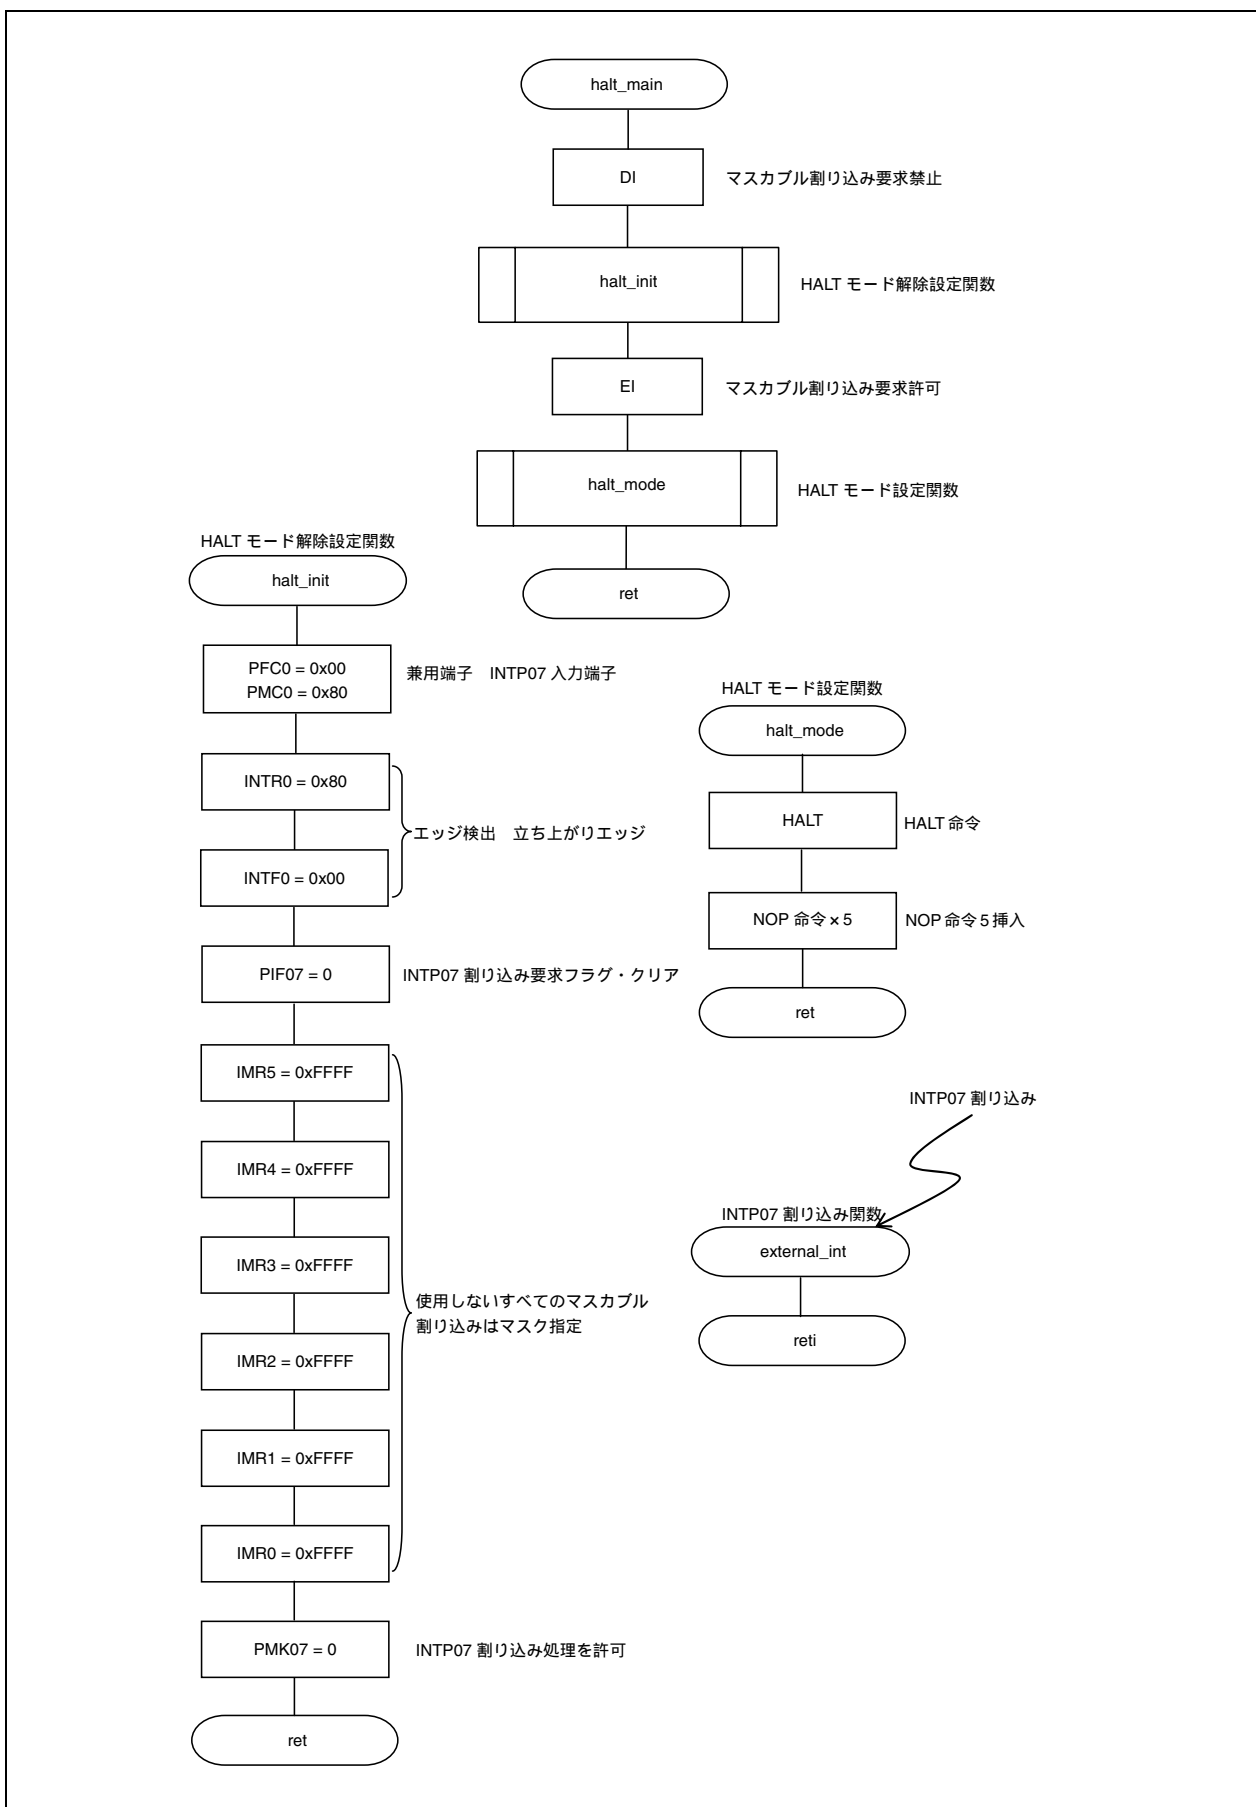 halt_main
DI
マスカブル割り込み要求禁止
halt_init
HALT モード解除設定関数
EI
マスカブル割り込み要求許可
halt_mode
HALT モード設定関数
ret
HALT モード解除設定関数
halt_init
PFC0 = 0x00
PMC0 = 0x80
兼用端子 INTP07 入力端子
INTR0 = 0x80
INTF0 = 0x00
エッジ検出 立ち上がりエッジ
PIF07 = 0
INTP07 割り込み要求フラグ・クリア
IMR5 = 0xFFFF
IMR4 = 0xFFFF
IMR3 = 0xFFFF
IMR2 = 0xFFFF
IMR1 = 0xFFFF
IMR0 = 0xFFFF
使用しないすべてのマスカブル
割り込みはマスク指定
PMK07 = 0
INTP07 割り込み処理を許可
ret
HALT モード設定関数
halt_mode
HALT
HALT 命令
NOP 命令 × 5
NOP 命令 5 挿入
ret
INTP07 割り込み
INTP07 割り込み関数
external_int
reti